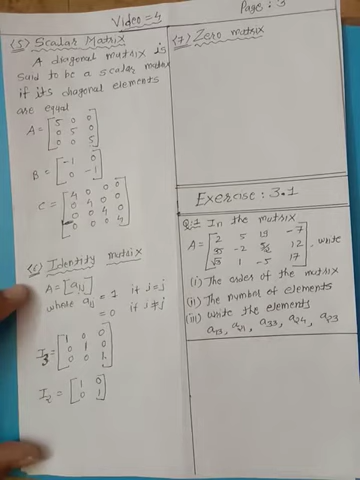 Video = 4
Page : 3
<5> Scalar Matrix
A diagonal matrix is
said to be a scalar matrix
if its diagonal elements
are equal
A = [5 0 0
0 5 0
0 0 5]
B = [-1 0
0 -1]
C = [4 0 0 0
0 4 0 0
0 0 4 0
0 0 0 4]
Identity matrix
A = [aij]
where aij = 1 if i=j
= 0 if i≠j
I3 = [1 0 0
0 1 0
0 0 1]
I2 = [1 0
0 1]
<7> Zero matrix
Exercise : 3.1
Q:1 In the matrix
A = [2 5 19 -7
35 -2 5/2 12
√3 1 -5 17], write
(i) The order of the matrix
(ii) The number of elements
(iii) write the elements
a13, a21, a33, a24, a23